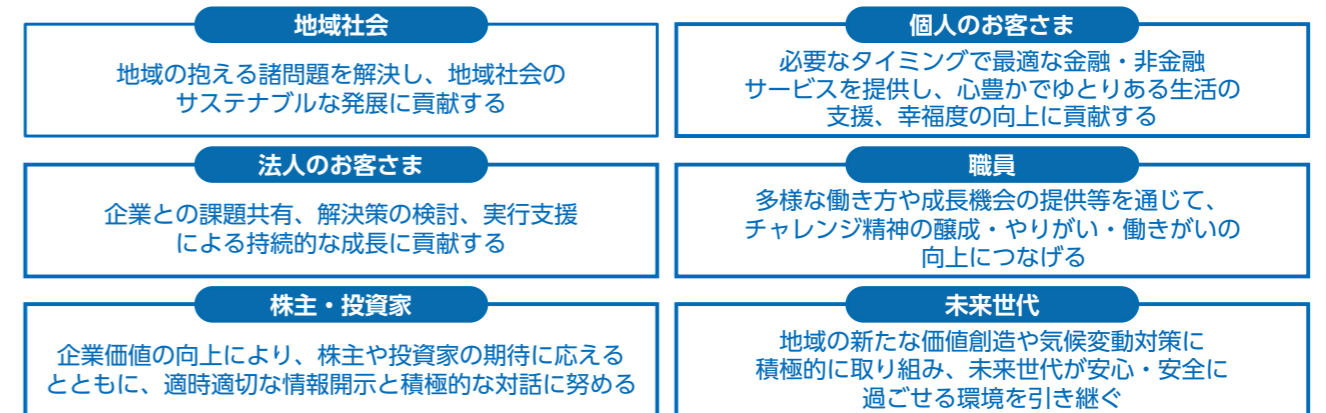 地域社会
地域の抱える諸問題を解決し、地域社会の
サステナブルな発展に貢献する
個人のお客さま
必要なタイミングで最適な金融・非金融
サービスを提供し、心豊かでゆとりある生活の
支援、幸福度の向上に貢献する
法人のお客さま
企業との課題共有、解決策の検討、実行支援
による持続的な成長に貢献する
職員
多様な働き方や成長機会の提供等を通じて、
チャレンジ精神の醸成・やりがい・働きがいの
向上につなげる
株主・投資家
企業価値の向上により、株主や投資家の期待に応える
とともに、適時適切な情報開示と積極的な対話に努める
未来世代
地域の新たな価値創造や気候変動対策に
積極的に取り組み、未来世代が安心・安全に
過ごせる環境を引き継ぐ